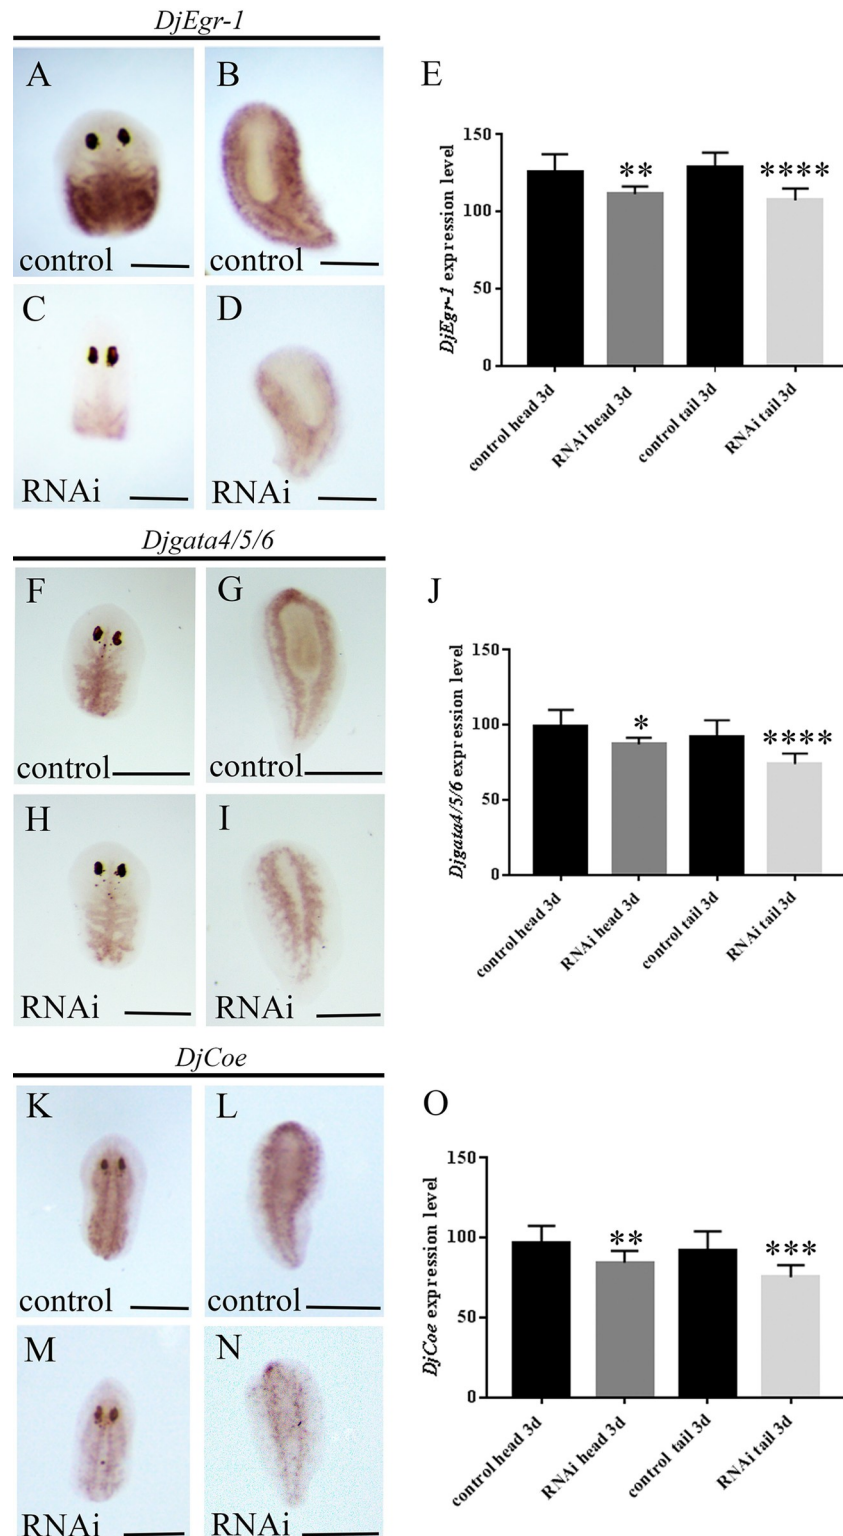 DjEgr-1
A
B
E
control
control
C
D
RNAi
RNAi
DjEgr-1 expression level
150
100
50
0
**
****
control head 3d
RNAi head 3d
control tail 3d
RNAi tail 3d
Djgata4/5/6
F
G
J
control
control
H
I
RNAi
RNAi
Djgata4/5/6 expression level
150
100
50
0
*
****
control head 3d
RNAi head 3d
control tail 3d
RNAi tail 3d
DjCoe
K
L
O
control
control
M
N
RNAi
RNAi
DjCoe expression level
150
100
50
0
**
***
control head 3d
RNAi head 3d
control tail 3d
RNAi tail 3d